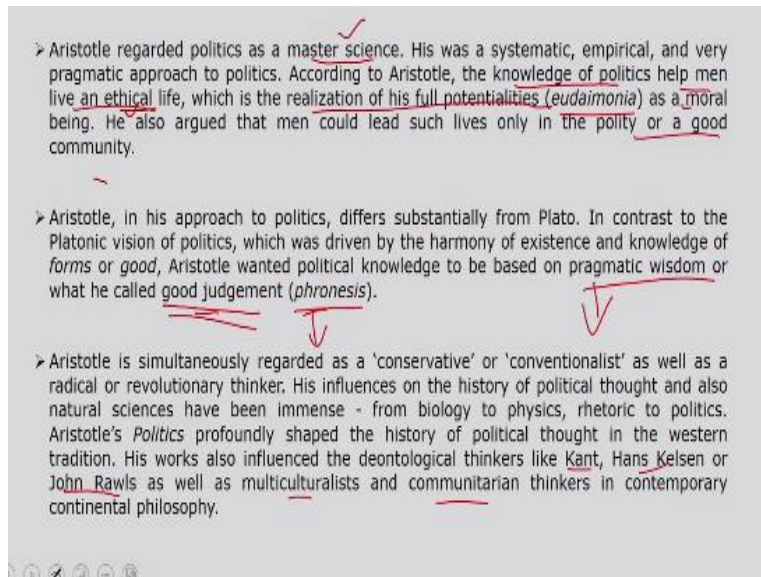 ➢ Aristotle regarded politics as a master science. His was a systematic, empirical, and very
pragmatic approach to politics. According to Aristotle, the knowledge of politics help men
live an ethical life, which is the realization of his full potentialities (eudaimonia) as a moral
being. He also argued that men could lead such lives only in the polity or a good
community.
➢ Aristotle, in his approach to politics, differs substantially from Plato. In contrast to the
Platonic vision of politics, which was driven by the harmony of existence and knowledge of
forms or good, Aristotle wanted political knowledge to be based on pragmatic wisdom or
what he called good judgement (phronesis).
➢ Aristotle is simultaneously regarded as a 'conservative' or 'conventionalist' as well as a
radical or revolutionary thinker. His influences on the history of political thought and also
natural sciences have been immense - from biology to physics, rhetoric to politics.
Aristotle's Politics profoundly shaped the history of political thought in the western
tradition. His works also influenced the deontological thinkers like Kant, Hans Kelsen or
John Rawls as well as multiculturalists and communitarian thinkers in contemporary
continental philosophy.